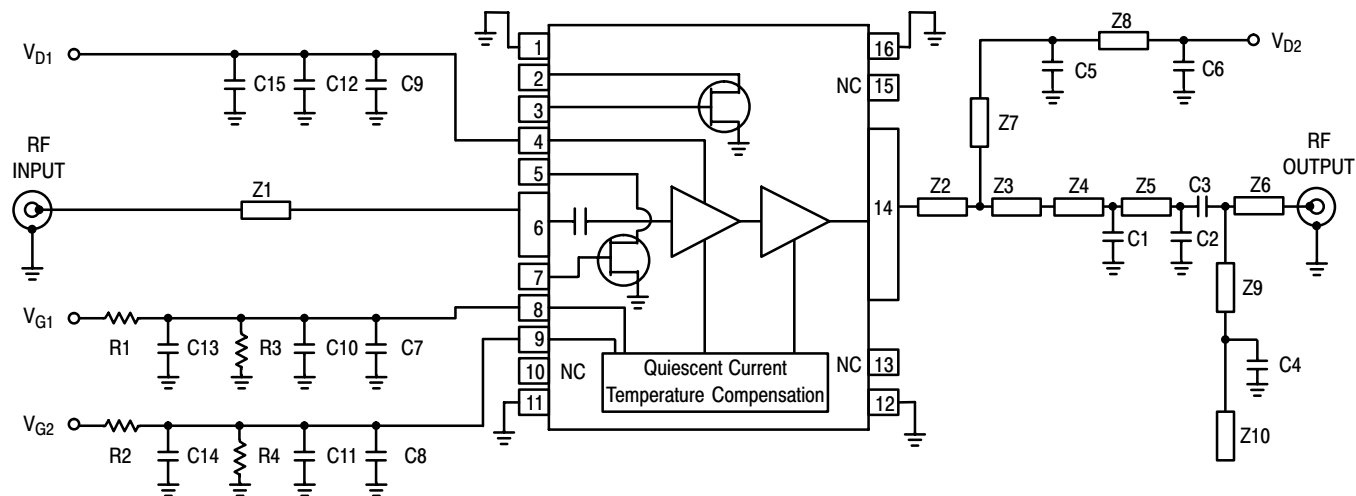 V_D1
C15
C12
C9
RF
INPUT
Z1
V_G1
R1
C13
R3
C10
C7
V_G2
R2
C14
R4
C11
C8
1
2
3
4
5
6
7
8
9
10
NC
11
Quiescent Current
Temperature Compensation
16
NC
15
14
NC
13
12
Z8
V_D2
C5
C6
Z7
RF
OUTPUT
Z2
Z3
Z4
Z5
C3
Z6
C1
C2
Z9
C4
Z10